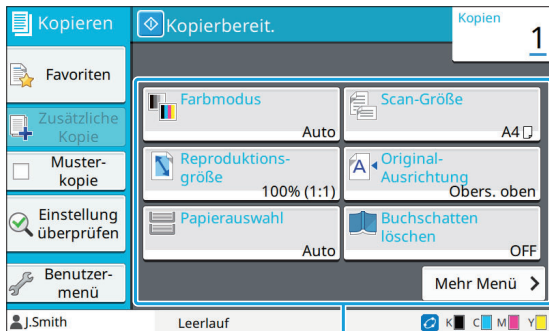 Kopieren
Kopierbereit.
Kopien
1
Favoriten
Zusätzliche
Kopie
Muster-
kopie
Einstellung
überprüfen
Benutzer-
menü
Farbmodus
Auto
Scan-Größe
A4
Reproduktions-
größe
100% (1:1)
Original-
Ausrichtung
Obers. oben
Papierauswahl
Auto
Buchschatten
löschen
OFF
Mehr Menü
J.Smith
Leerlauf
K C M Y